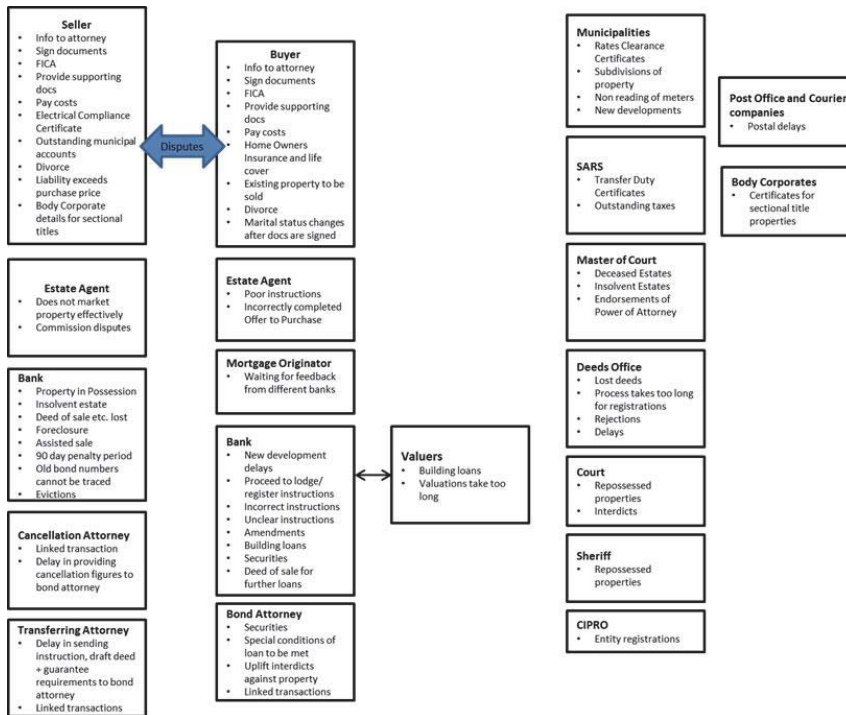 Seller
• Info to attorney
• Sign documents
• FICA
• Provide supporting
docs
• Pay costs
• Electrical Compliance
Certificate
• Outstanding municipal
accounts
• Divorce
• Liability exceeds
purchase price
• Body Corporate
details for sectional
titles
Disputes
Buyer
• Info to attorney
• Sign documents
• FICA
• Provide supporting
docs
• Pay costs
• Home Owners
Insurance and life
cover
• Existing property to be
sold
• Divorce
• Marital status changes
after docs are signed
Estate Agent
• Does not market
property effectively
• Commission disputes
Estate Agent
• Poor instructions
• Incorrectly completed
Offer to Purchase
Mortgage Originator
• Waiting for feedback
from different banks
Bank
• Property in Possession
• Insolvent estate
• Deed of sale etc. lost
• Foreclosure
• Assisted sale
• 90 day penalty period
• Old bond numbers
cannot be traced
• Evictions
Bank
• New development
delays
• Proceed to lodge/
register instructions
• Incorrect instructions
• Unclear instructions
• Amendments
• Building loans
• Securities
• Deed of sale for
further loans
Valuers
• Building loans
• Valuations take too
long
Cancellation Attorney
• Linked transaction
• Delay in providing
cancellation figures to
bond attorney
Transferring Attorney
• Delay in sending
instruction, draft deed
+ guarantee
requirements to bond
attorney
• Linked transactions
Bond Attorney
• Securities
• Special conditions of
loan to be met
• Uplift interdicts
against property
• Linked transactions
Municipalities
• Rates Clearance
Certificates
• Subdivisions of
property
• Non reading of meters
• New developments
Post Office and Courier
companies
• Postal delays
SARS
• Transfer Duty
Certificates
• Outstanding taxes
Body Corporates
• Certificates for
sectional title
properties
Master of Court
• Deceased Estates
• Insolvent Estates
• Endorsements of
Power of Attorney
Deeds Office
• Lost deeds
• Process takes too long
for registrations
• Rejections
• Delays
Court
• Repossessed
properties
• Interdicts
Sheriff
• Repossessed
properties
CIPRO
• Entity registrations